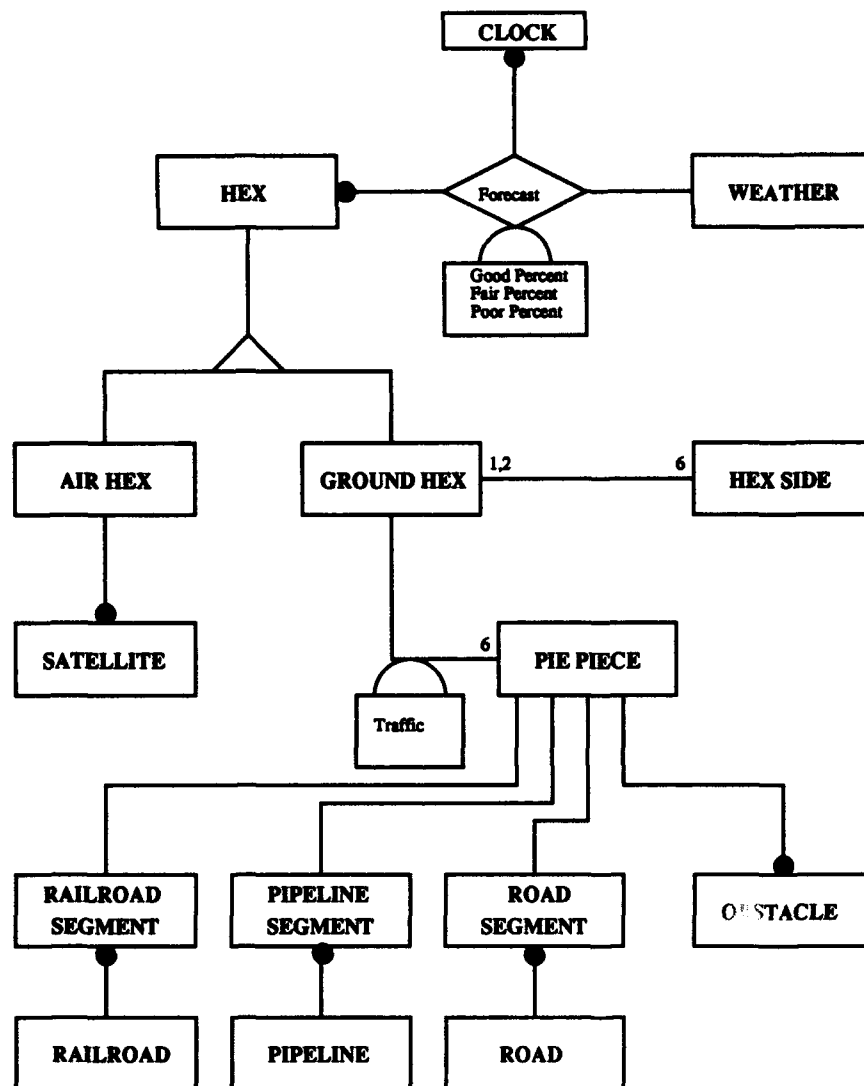 CLOCK
HEX
Forecast
WEATHER
Good Percent
Fair Percent
Poor Percent
AIR HEX
GROUND HEX
1,2
6
HEX SIDE
SATELLITE
6
PIE PIECE
Traffic
RAILROAD
SEGMENT
PIPELINE
SEGMENT
ROAD
SEGMENT
OBSTACLE
RAILROAD
PIPELINE
ROAD